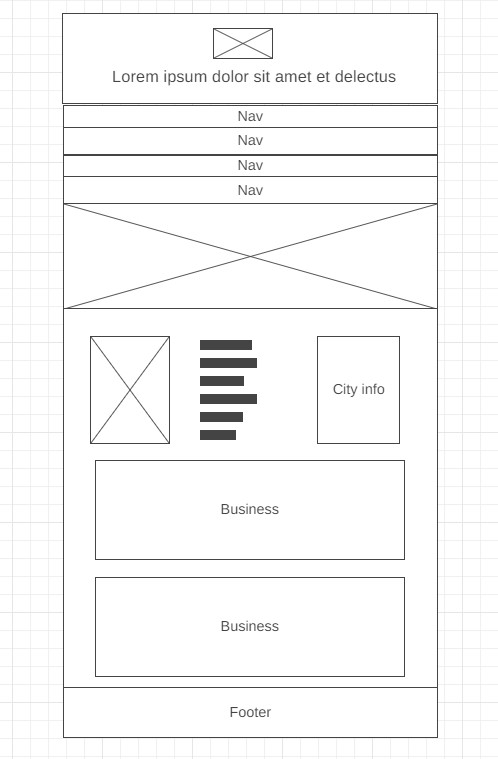 Lorem ipsum dolor sit amet et delectus
Nav
Nav
Nav
Nav
City info
Business
Business
Footer